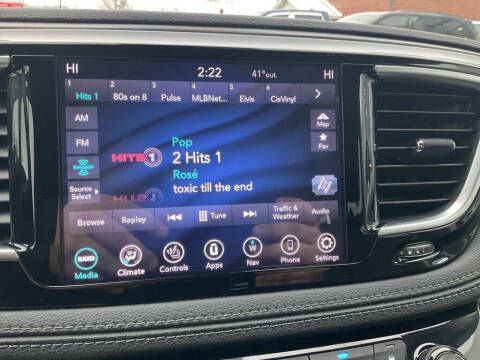 HI 2:22 41°out. HI
1 2 3 4 5 6
Hits 1 80s on 8 Pulse MLBNet... Elvis ClsVinyl
AM
FM
Source Select
HITS 1
Pop
2 Hits 1
Rosé
toxic till the end
Map
Fav
Browse Replay Tune Traffic & Weather Audio
sxm
Media Climate Controls Apps Nav Phone Settings